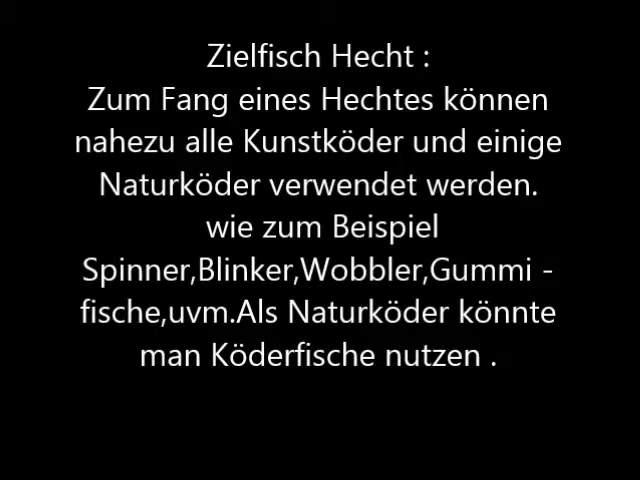 Zielfisch Hecht :
Zum Fang eines Hechtes können
nahezu alle Kunstköder und einige
Naturköder verwendet werden.
wie zum Beispiel
Spinner,Blinker,Wobbler,Gummi -
fische,uvm.Als Naturköder könnte
man Köderfische nutzen .